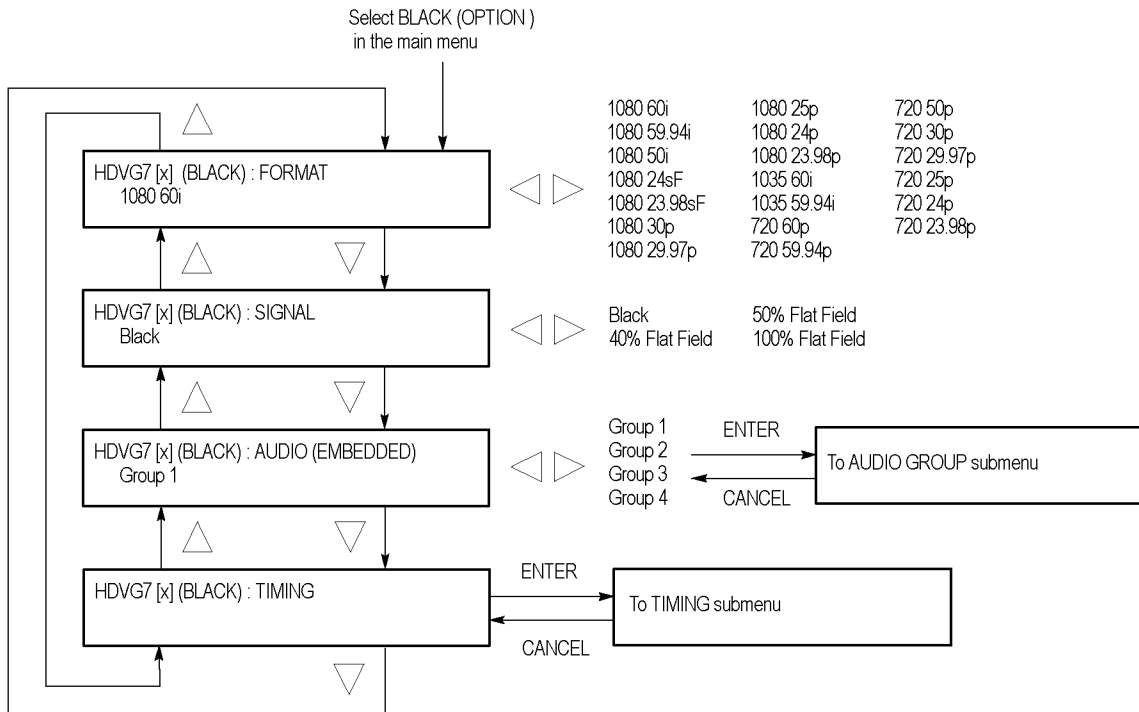 Select BLACK (OPTION )
in the main menu
HDVG7 [x] (BLACK) : FORMAT
1080 60i
1080 60i 1080 25p 720 50p
1080 59.94i 1080 24p 720 30p
1080 50i 1080 23.98p 720 29.97p
1080 24sF 1035 60i 720 25p
1080 23.98sF 1035 59.94i 720 24p
1080 30p 720 60p 720 23.98p
1080 29.97p 720 59.94p
HDVG7 [x] (BLACK) : SIGNAL
Black
Black 50% Flat Field
40% Flat Field 100% Flat Field
HDVG7 [x] (BLACK) : AUDIO (EMBEDDED)
Group 1
Group 1
Group 2
Group 3
Group 4
ENTER
CANCEL
To AUDIO GROUP submenu
HDVG7 [x] (BLACK) : TIMING
ENTER
CANCEL
To TIMING submenu